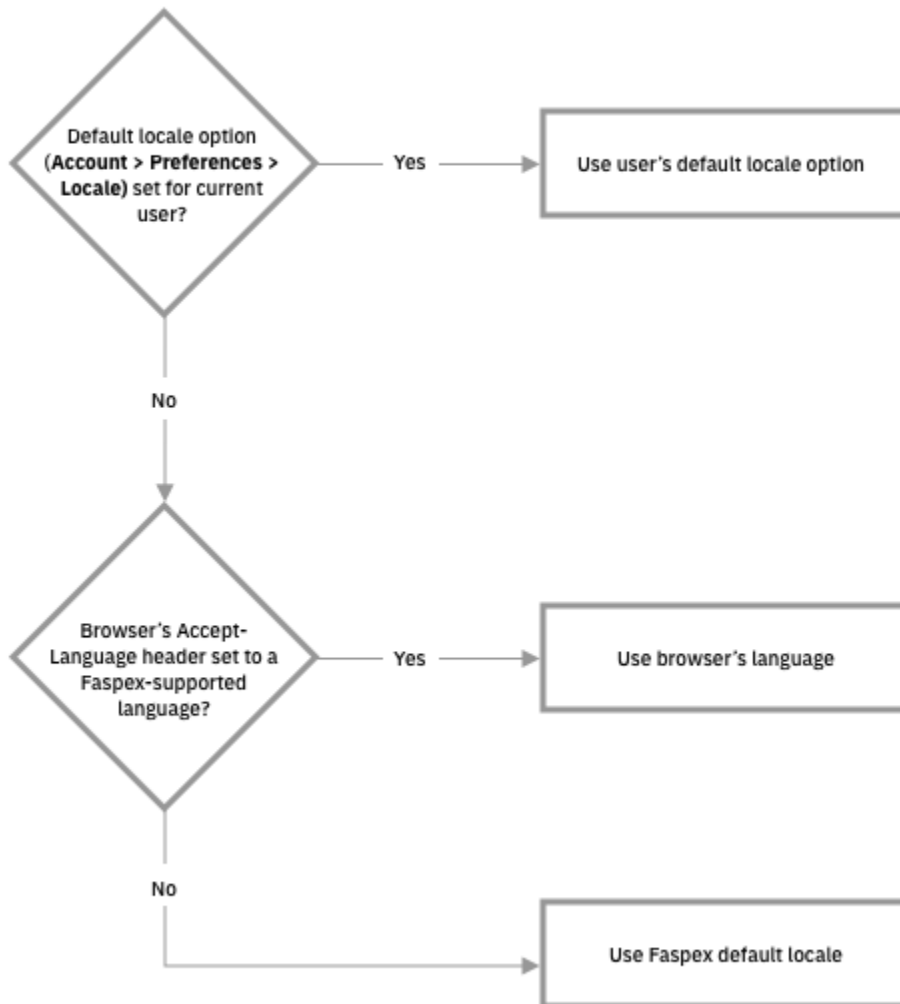 Default locale option
(Account > Preferences >
Locale) set for current
user?
Yes
Use user's default locale option
No
Browser's Accept-
Language header set to a
Faspex-supported
language?
Yes
Use browser's language
No
Use Faspex default locale